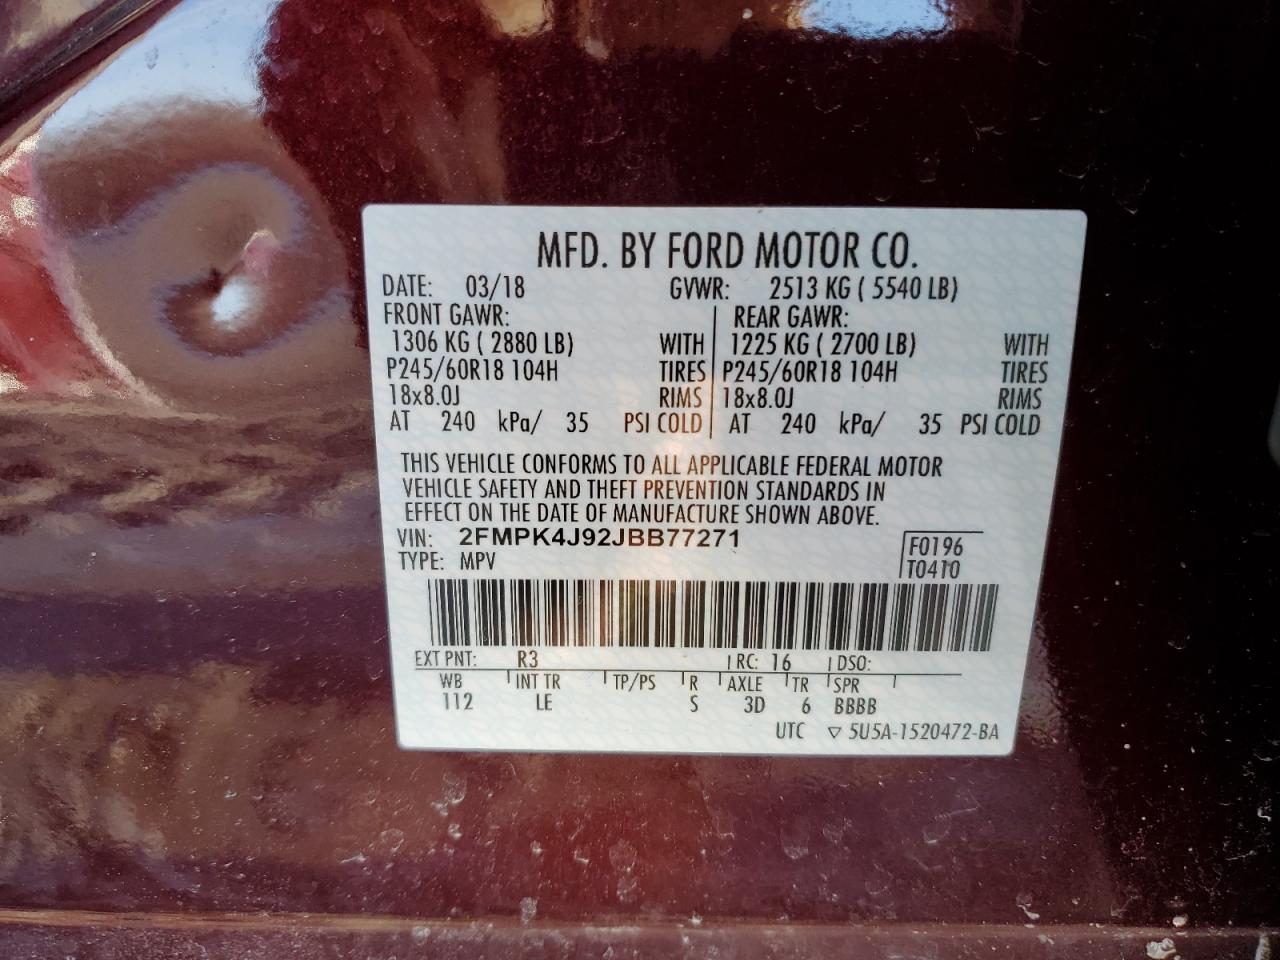 MFD. BY FORD MOTOR CO.
DATE: 03/18 GVWR: 2513 KG ( 5540 LB)
FRONT GAWR: REAR GAWR:
1306 KG ( 2880 LB) WITH 1225 KG ( 2700 LB) WITH
P245/60R18 104H TIRES P245/60R18 104H TIRES
18x8.0J RIMS 18x8.0J RIMS
AT 240 kPa/ 35 PSI COLD AT 240 kPa/ 35 PSI COLD
THIS VEHICLE CONFORMS TO ALL APPLICABLE FEDERAL MOTOR
VEHICLE SAFETY AND THEFT PREVENTION STANDARDS IN
EFFECT ON THE DATE OF MANUFACTURE SHOWN ABOVE.
VIN: 2FMPK4J92JBB77271 F0196
TYPE: MPV T0410
EXT PNT: R3 RC: 16 DSO:
WB INT TR TP/PS R AXLE TR SPR
112 LE S 3D 6 BBBB
UTC ▽ 5U5A-1520472-BA